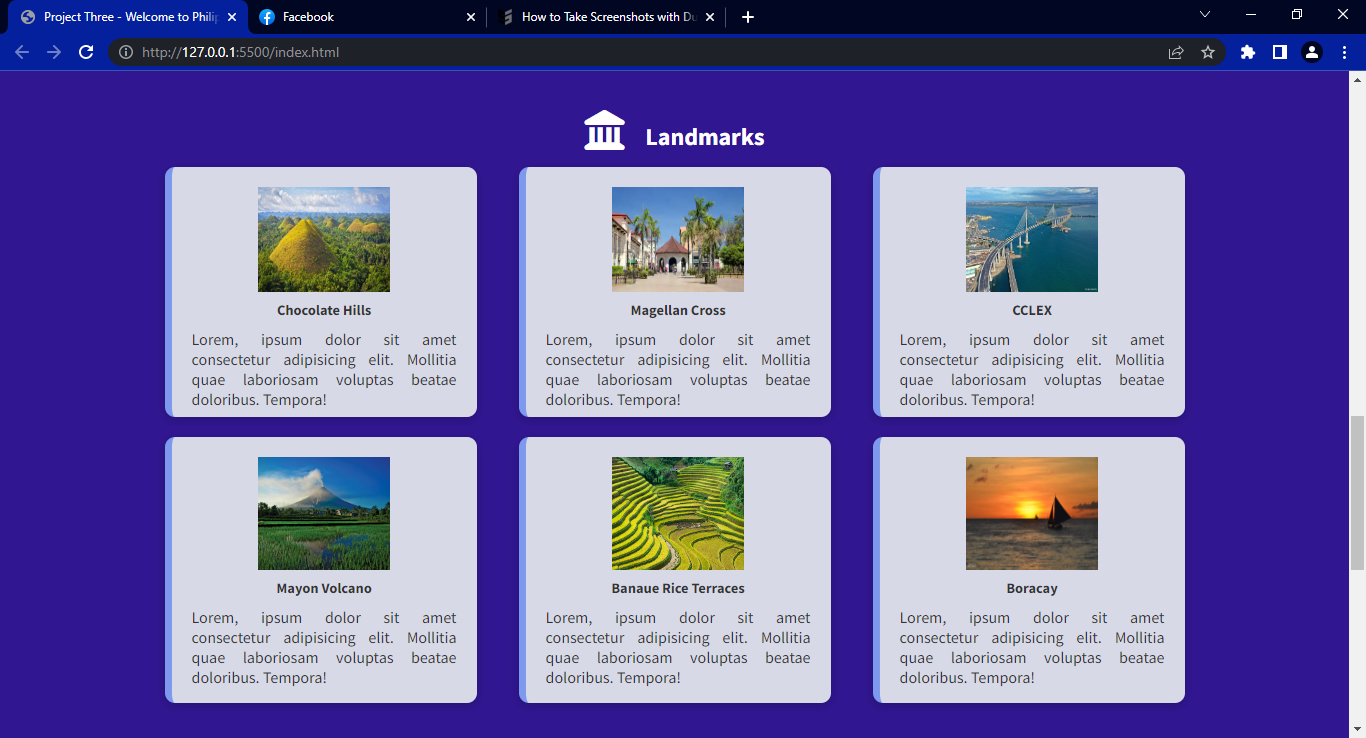 Project Three - Welcome to Philip
Facebook
How to Take Screenshots with Du
http://127.0.0.1:5500/index.html
Landmarks
Chocolate Hills
Lorem, ipsum dolor sit amet
consectetur adipisicing elit. Mollitia
quae laboriosam voluptas beatae
doloribus. Tempora!
Magellan Cross
Lorem, ipsum dolor sit amet
consectetur adipisicing elit. Mollitia
quae laboriosam voluptas beatae
doloribus. Tempora!
CCLEX
Lorem, ipsum dolor sit amet
consectetur adipisicing elit. Mollitia
quae laboriosam voluptas beatae
doloribus. Tempora!
Mayon Volcano
Lorem, ipsum dolor sit amet
consectetur adipisicing elit. Mollitia
quae laboriosam voluptas beatae
doloribus. Tempora!
Banaue Rice Terraces
Lorem, ipsum dolor sit amet
consectetur adipisicing elit. Mollitia
quae laboriosam voluptas beatae
doloribus. Tempora!
Boracay
Lorem, ipsum dolor sit amet
consectetur adipisicing elit. Mollitia
quae laboriosam voluptas beatae
doloribus. Tempora!